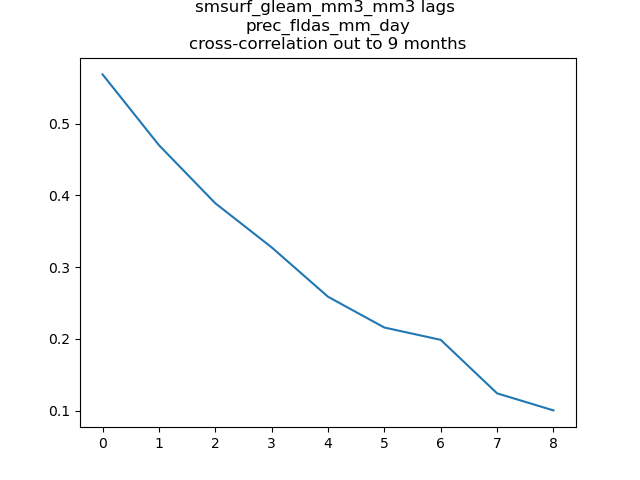 smsurf_gleam_mm3_mm3 lags
prec_fldas_mm_day
cross-correlation out to 9 months
0.5
0.4
0.3
0.2
0.1
0 1 2 3 4 5 6 7 8